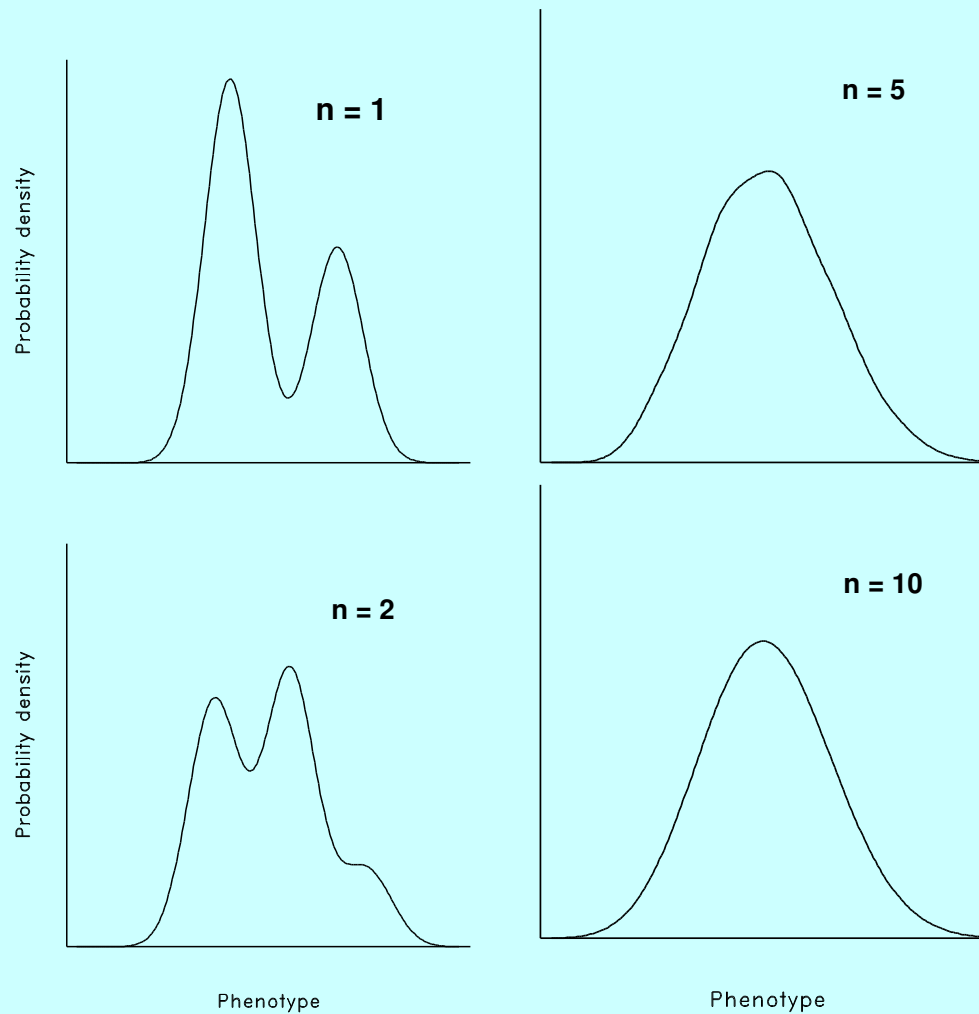 n = 1
Probability density
n = 5
n = 2
Probability density
Phenotype
n = 10
Phenotype